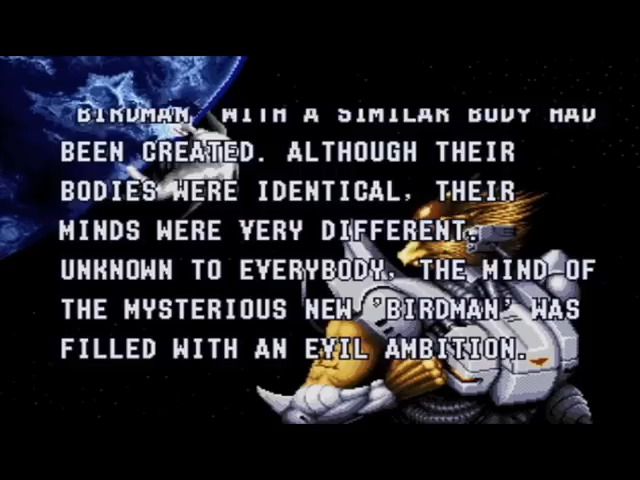 'BIRDMAN' WITH A SIMILAR BODY HAD
BEEN CREATED. ALTHOUGH THEIR
BODIES WERE IDENTICAL, THEIR
MINDS WERE VERY DIFFERENT.
UNKNOWN TO EVERYBODY, THE MIND OF
THE MYSTERIOUS NEW 'BIRDMAN' WAS
FILLED WITH AN EVIL AMBITION.